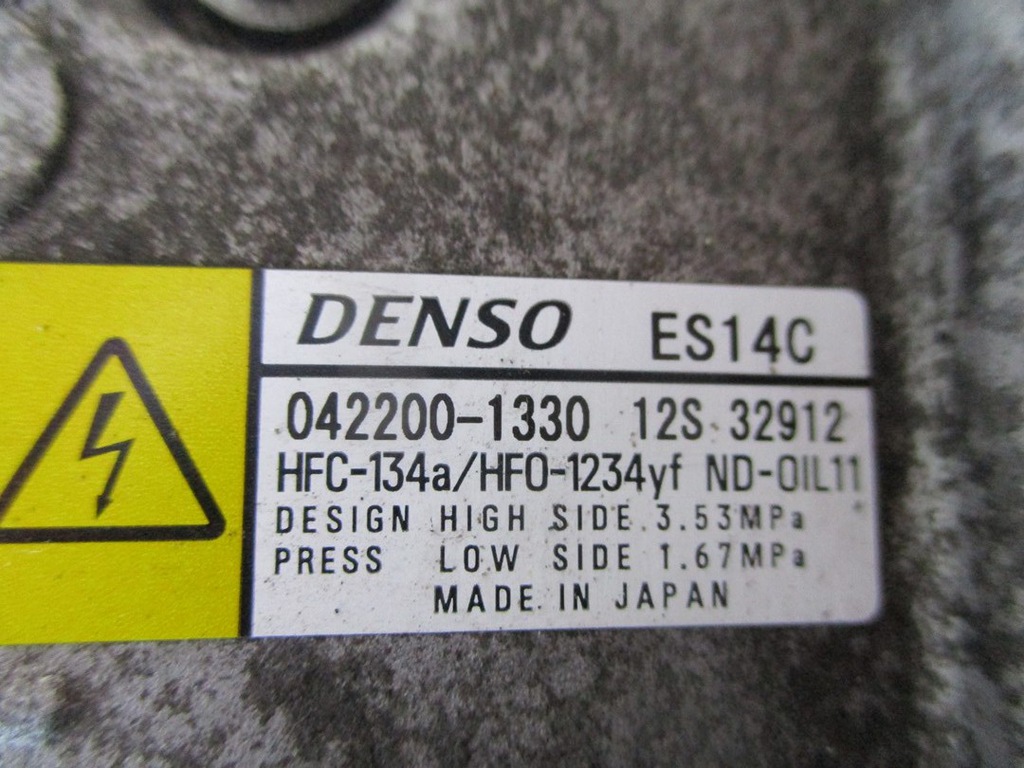 DENSO ES14C
042200-1330 12S 32912
HFC-134a/HFO-1234yf ND-OIL11
DESIGN HIGH SIDE 3.53MPa
PRESS LOW SIDE 1.67MPa
MADE IN JAPAN